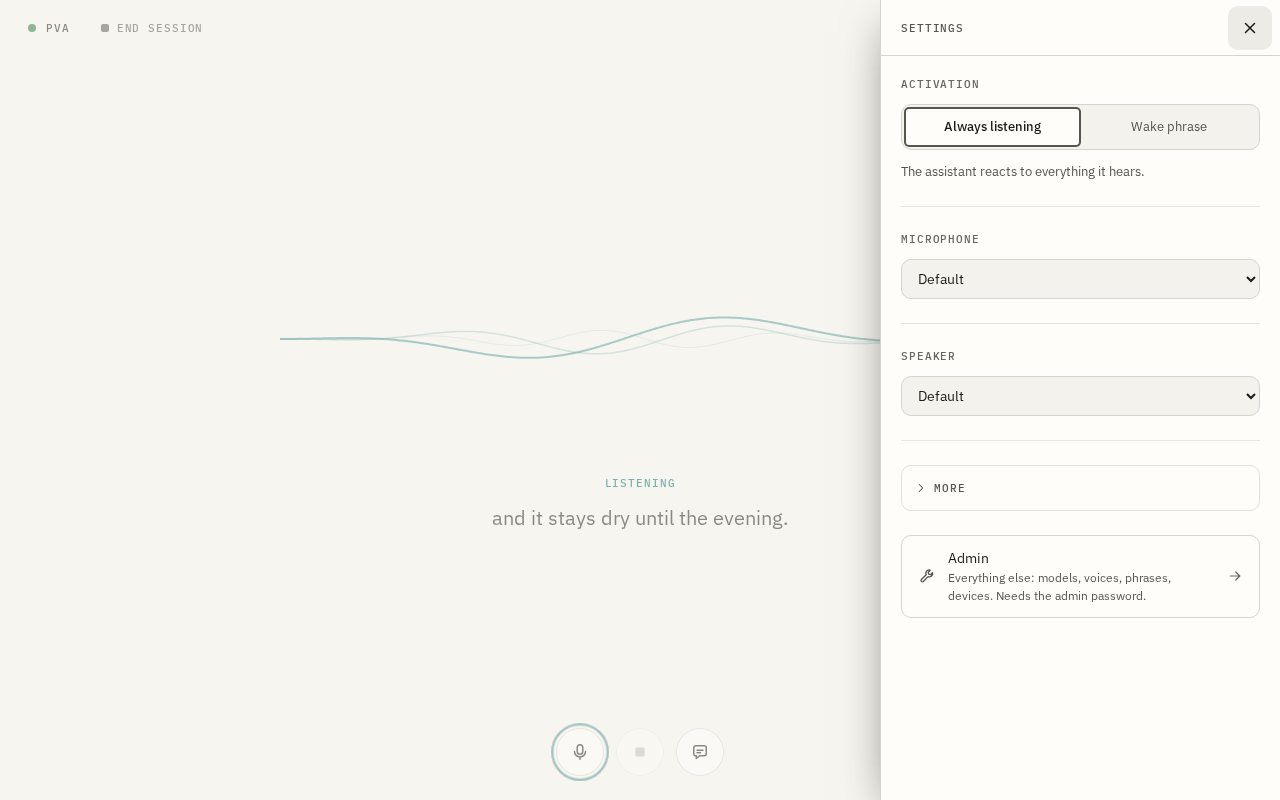 PVA
END SESSION
LISTENING
and it stays dry until the evening.
SETTINGS
ACTIVATION
Always listening
Wake phrase
The assistant reacts to everything it hears.
MICROPHONE
Default
SPEAKER
Default
MORE
Admin
Everything else: models, voices, phrases,
devices. Needs the admin password.